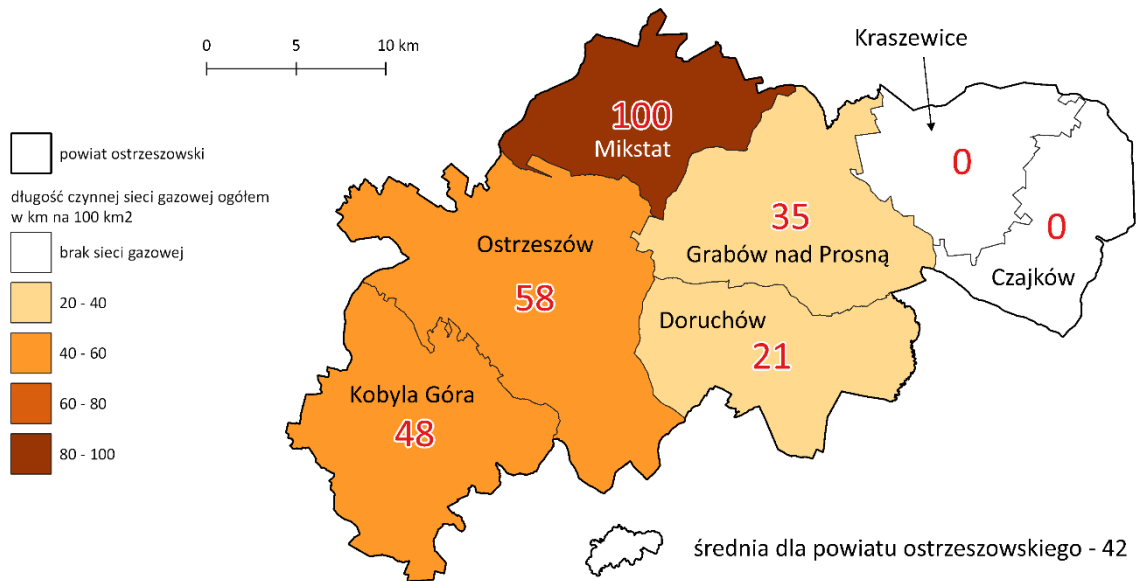 0 5 10 km
Kraszewice
powiat ostrzeszowski
długość czynnej sieci gazowej ogółem
w km na 100 km2
brak sieci gazowej
20 - 40
40 - 60
60 - 80
80 - 100
100
Mikstat
0
35
Grabów nad Prosną
0
Czajków
Ostrzeszów
58
Doruchów
21
Kobyla Góra
48
średnia dla powiatu ostrzeszowskiego - 42